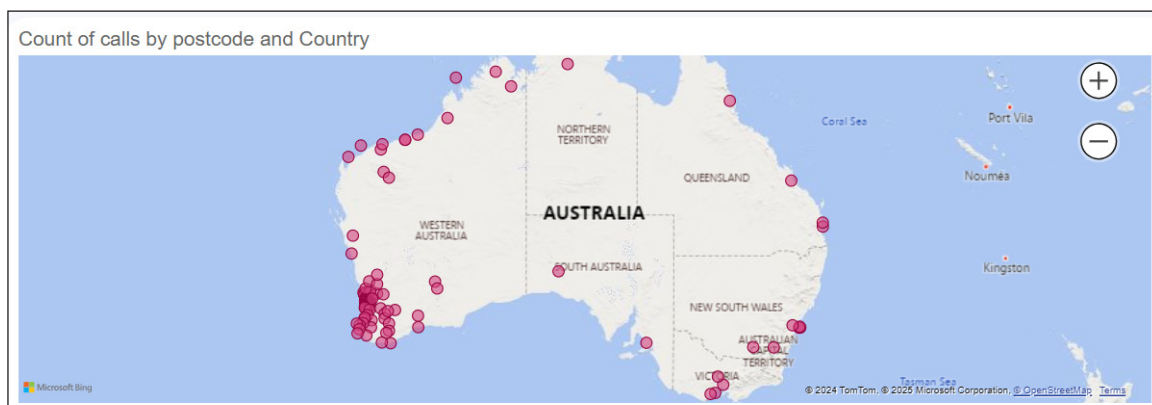 Count of calls by postcode and Country
Coral Sea
Port Vila
NORTHERN
TERRITORY
QUEENSLAND
Nouméa
AUSTRALIA
WESTERN
AUSTRALIA
SOUTH AUSTRALIA
Kingston
NEW SOUTH WALES
AUSTRALIAN
CAPITAL
TERRITORY
VICTORIA
Tasman Sea
Microsoft Bing
© 2024 TomTom, © 2025 Microsoft Corporation, © OpenStreetMap Terms